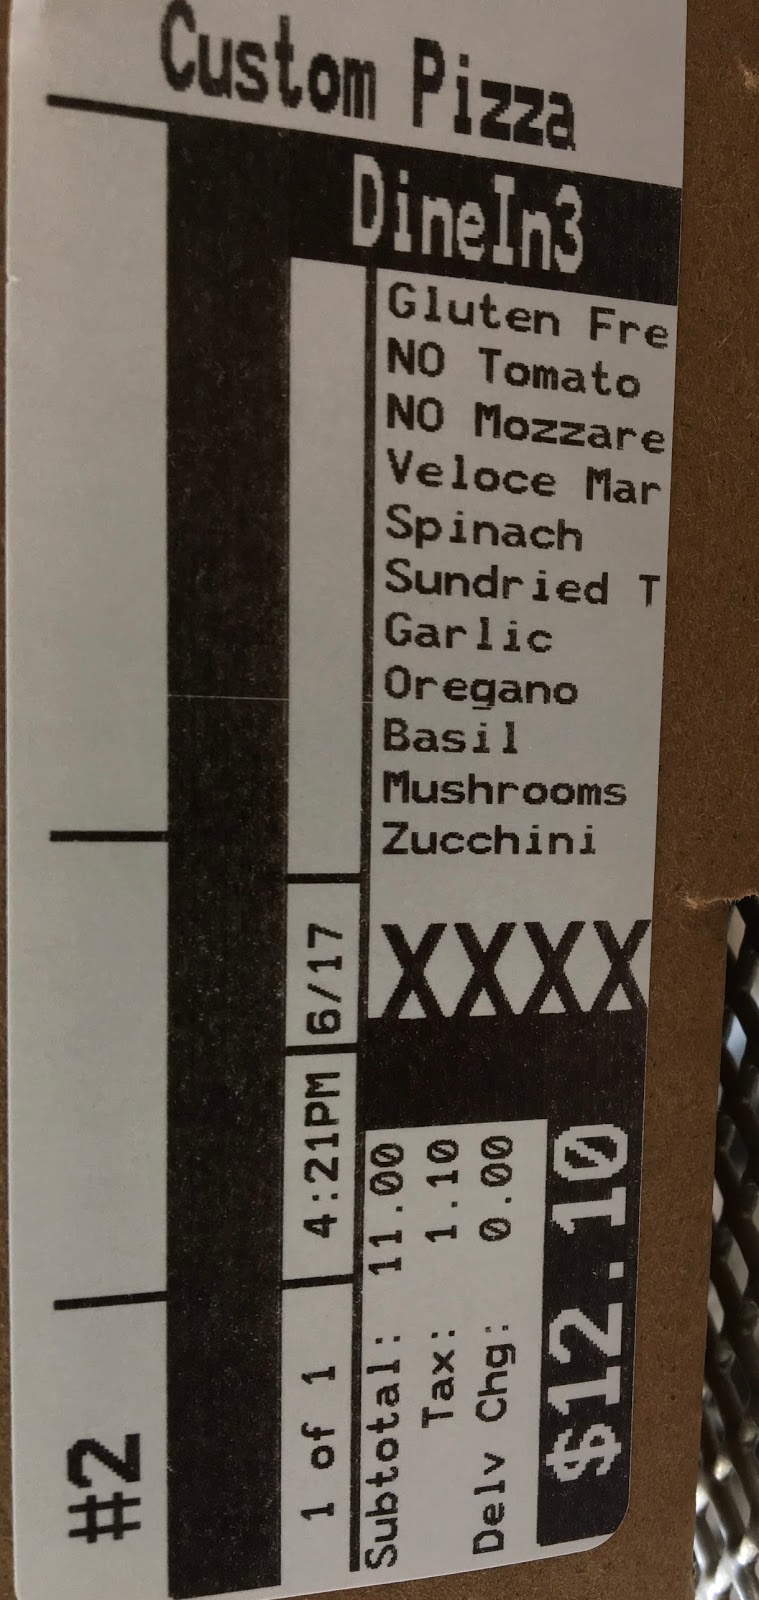 Custom Pizza
DineIn3
Gluten Fre
NO Tomato
NO Mozzare
Veloce Mar
Spinach
Sundried T
Garlic
Oregano
Basil
Mushrooms
Zucchini
XXXX
6/17
4:21PM
1 of 1
#2
Subtotal: 11.00
Tax: 1.10
Delv Chg: 0.00
$12.10